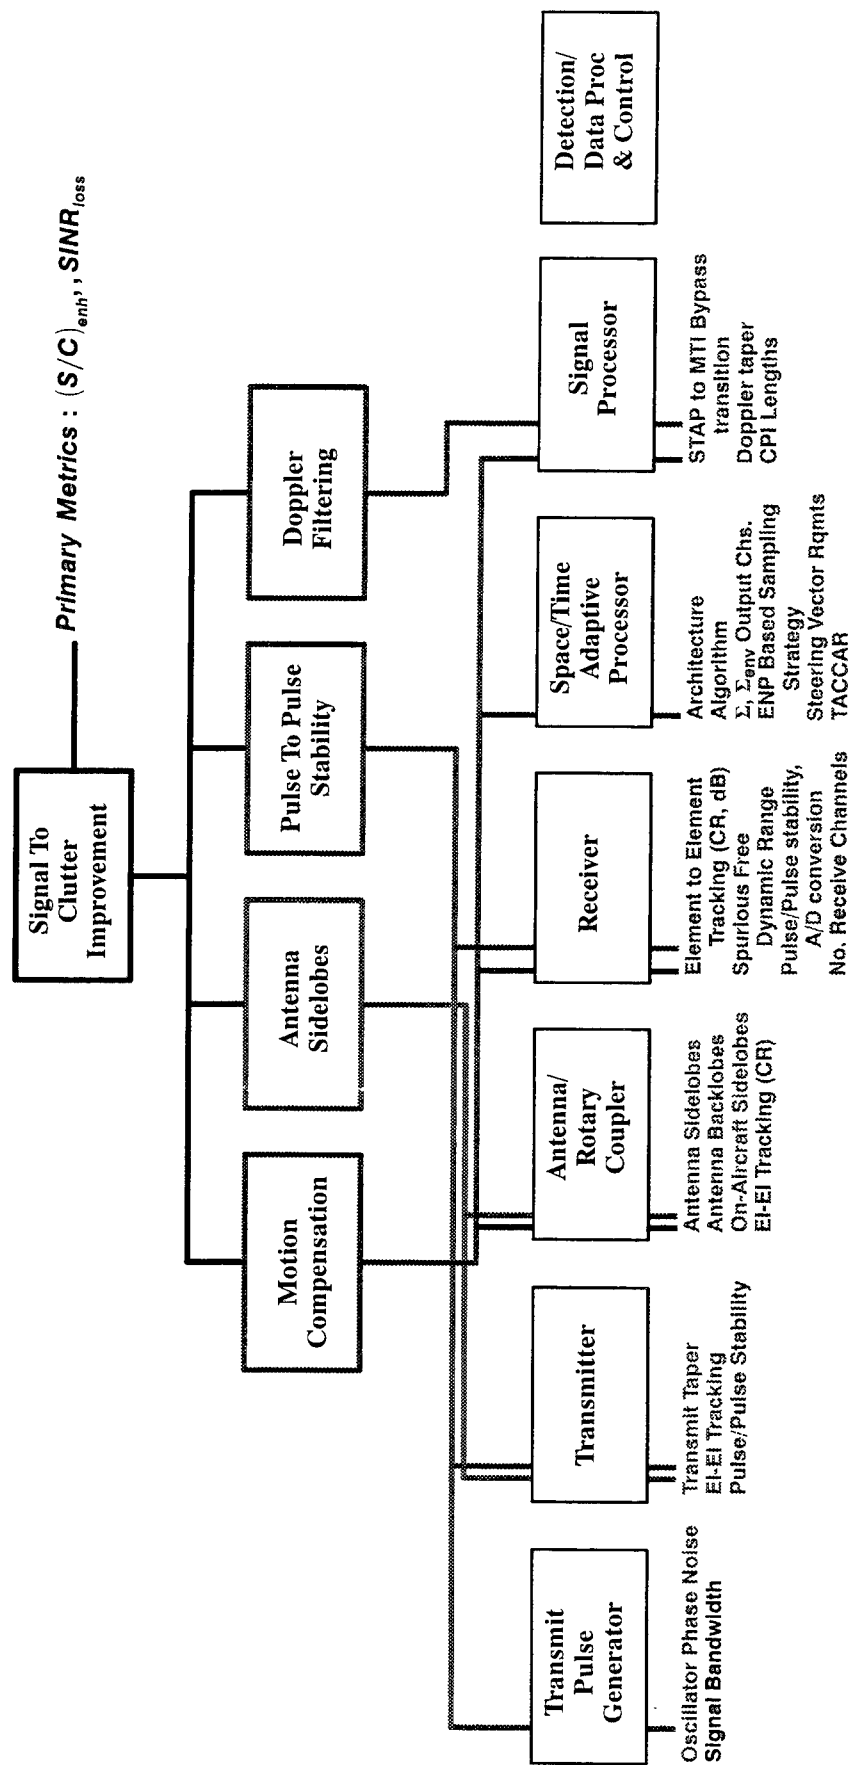 Signal To
Clutter
Improvement
Primary Metrics : (S/C)enh, , SINRloss
Motion
Compensation
Antenna
Sidelobes
Pulse To Pulse
Stability
Doppler
Filtering
Transmit
Pulse
Generator
Transmitter
Antenna/
Rotary
Coupler
Receiver
Space/Time
Adaptive
Processor
Signal
Processor
Detection/
Data Proc
& Control
Oscillator Phase Noise
Signal Bandwidth
Transmit Taper
El-El Tracking
Pulse/Pulse Stability
Antenna Sidelobes
Antenna Backlobes
On-Aircraft Sidelobes
El-El Tracking (CR)
Element to Element
Tracking (CR, dB)
Spurious Free
Dynamic Range
Pulse/Pulse stability,
A/D conversion
No. Receive Channels
Architecture
Algorithm
Σ, Σenv Output Chs.
ENP Based Sampling
Strategy
Steering Vector Rqmts
TACCAR
STAP to MTI Bypass
transition
Doppler taper
CPI Lengths